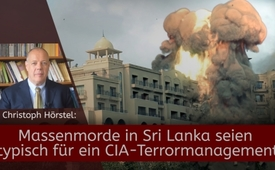 Christoph Hörstel:
Massenmorde in Sri Lanka seien
typisch für ein CIA-Terrormanagement